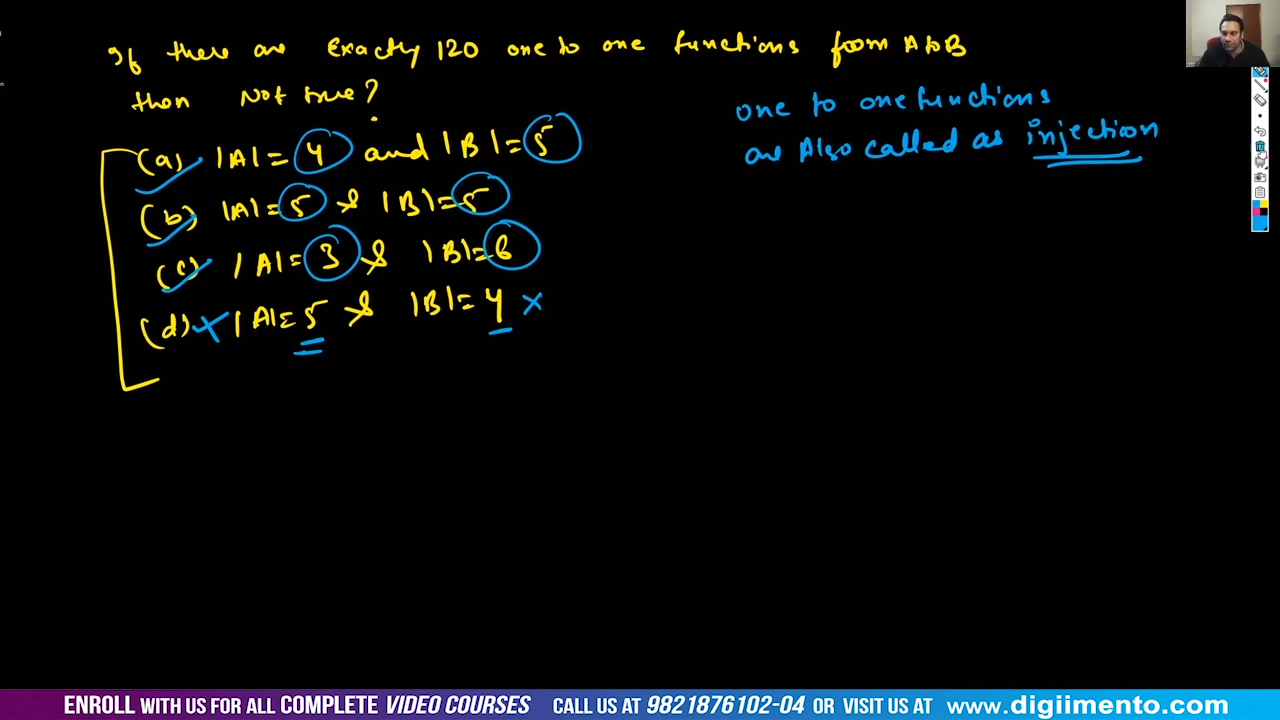 If there are Exactly 120 one to one functions from A to B
then Not true?
(a) |A| = 4 and |B| = 5
(b) |A| = 5 & |B| = 5
(c) |A| = 3 & |B| = 6
(d) |A| = 5 & |B| = 4
one to one functions
are Also called as injection
ENROLL WITH US FOR ALL COMPLETE VIDEO COURSES CALL US AT 9821876102-04 OR VISIT US AT www.digiimento.com